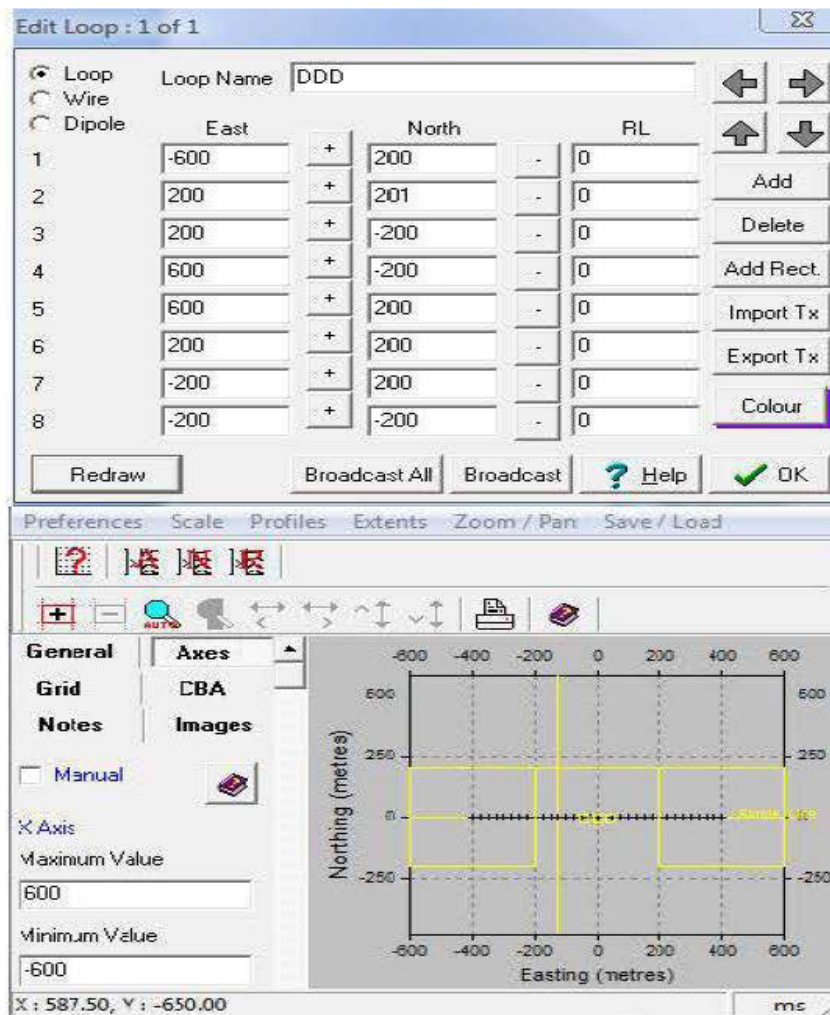 Edit Loop : 1 of 1
Loop
Wire
Dipole
Loop Name DDD
East North RL
1 -600 + 200 - 0
2 200 + 201 - 0
3 200 + -200 - 0
4 600 + -200 - 0
5 600 + 200 - 0
6 200 + 200 - 0
7 -200 + 200 - 0
8 -200 + -200 - 0
Add
Delete
Add Rect.
Import Tx
Export Tx
Colour
Redraw Broadcast All Broadcast ? Help OK
Preferences Scale Profiles Extents Zoom / Pan Save / Load
AUTO
General Axes
Grid CBA
Notes Images
Manual
X Axis
Maximum Value
600
Minimum Value
-600
-600 -400 -200 0 200 400 600
500 500
250 250
0
-250 -250
-600 -400 -200 0 200 400 600
Northing (metres)
Easting (metres)
X : 587.50, Y : -650.00 ms